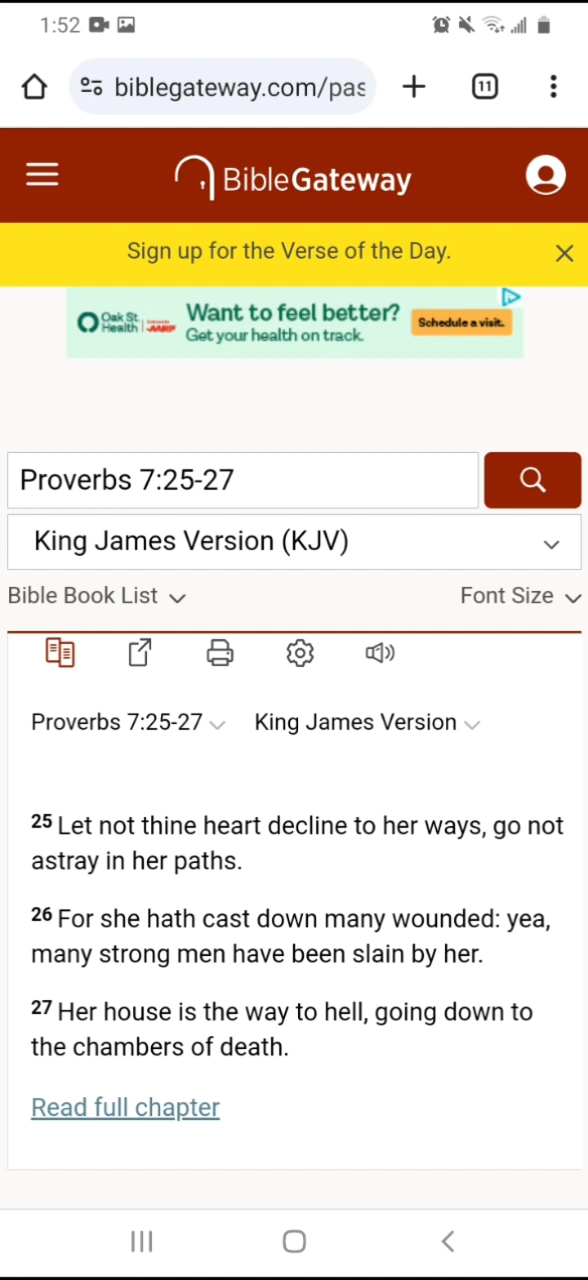 1:52
biblegateway.com/pas
11
BibleGateway
Sign up for the Verse of the Day.
Oak St. Health | AARP
Want to feel better?
Get your health on track.
Schedule a visit.
Proverbs 7:25-27
King James Version (KJV)
Bible Book List
Font Size
Proverbs 7:25-27 King James Version
25 Let not thine heart decline to her ways, go not
astray in her paths.
26 For she hath cast down many wounded: yea,
many strong men have been slain by her.
27 Her house is the way to hell, going down to
the chambers of death.
Read full chapter